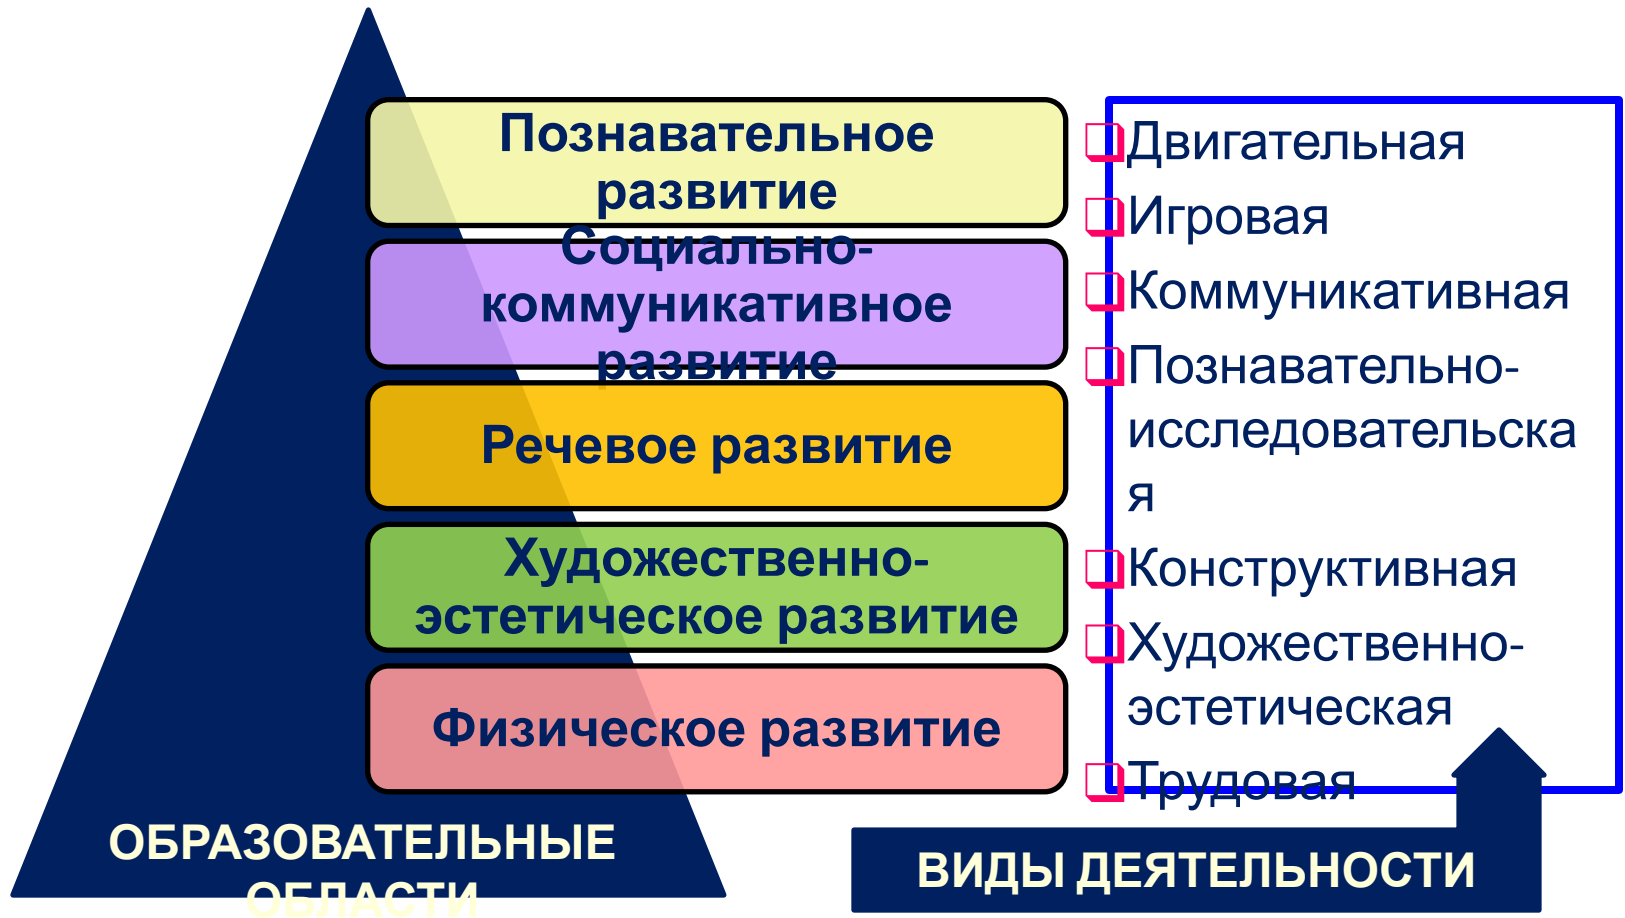 Познавательное
развитие
Социально-
коммуникативное
развитие
Речевое развитие
Художественно-
эстетическое развитие
Физическое развитие
ОБРАЗОВАТЕЛЬНЫЕ
ОБЛАСТИ
Двигательная
Игровая
Коммуникативная
Познавательно-
исследовательска
я
Конструктивная
Художественно-
эстетическая
Трудовая
ВИДЫ ДЕЯТЕЛЬНОСТИ